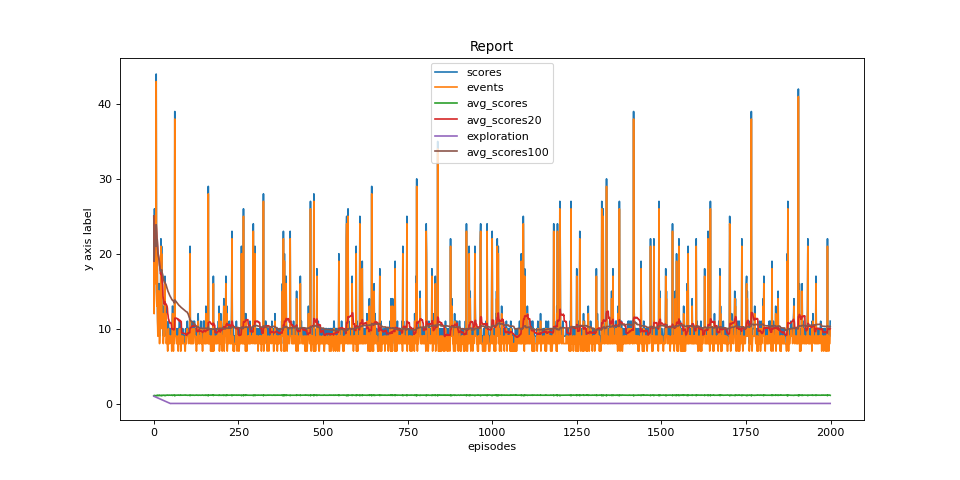 Report
scores
events
avg_scores
avg_scores20
exploration
avg_scores100
y axis label
40
30
20
10
0
0
250
500
750
1000
1250
1500
1750
2000
episodes